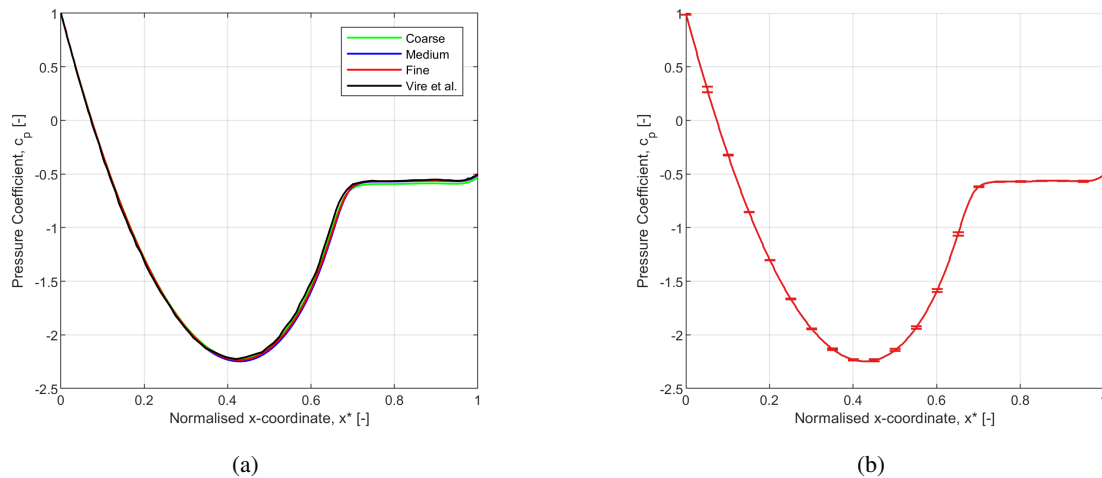 1
0.5
0
-0.5
-1
-1.5
-2
-2.5
0
0.2
0.4
0.6
0.8
1
Pressure Coefficient, c_p [-]
Normalised x-coordinate, x* [-]
Coarse
Medium
Fine
Vire et al.
(a)
1
0.5
0
-0.5
-1
-1.5
-2
-2.5
0
0.2
0.4
0.6
0.8
1
Pressure Coefficient, c_p [-]
Normalised x-coordinate, x* [-]
(b)